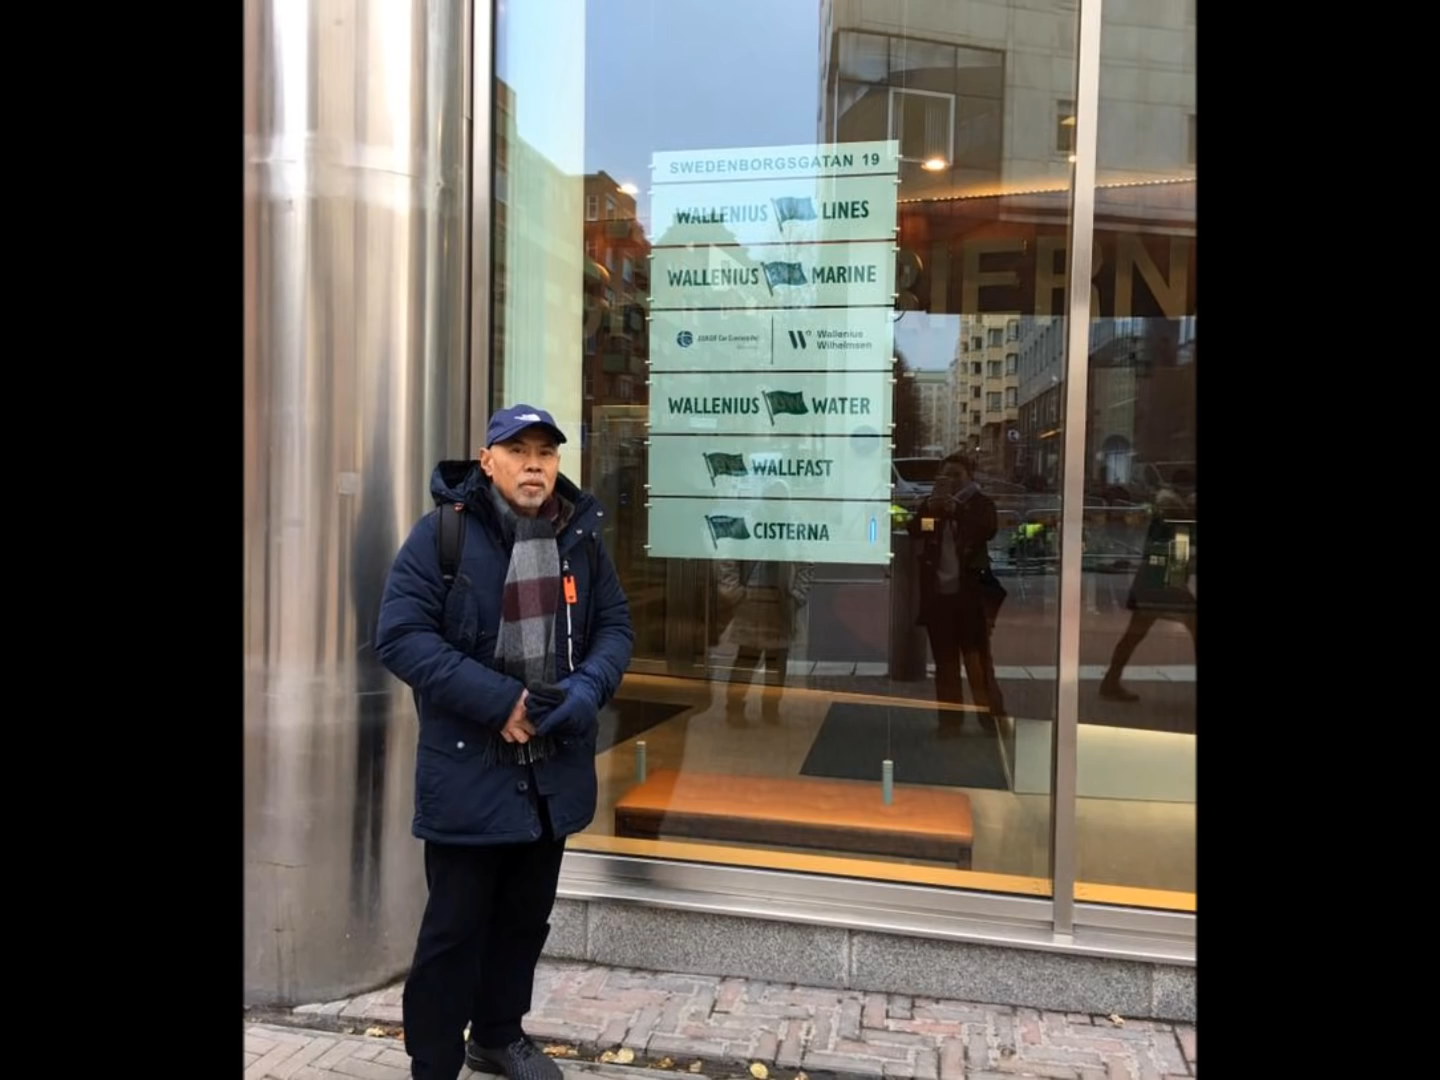 SWEDENBORGSGATAN 19
WALLENIUS LINES
WALLENIUS MARINE
Wallenius
Wilhelmsen
WALLENIUS WATER
WALLFAST
CISTERNA